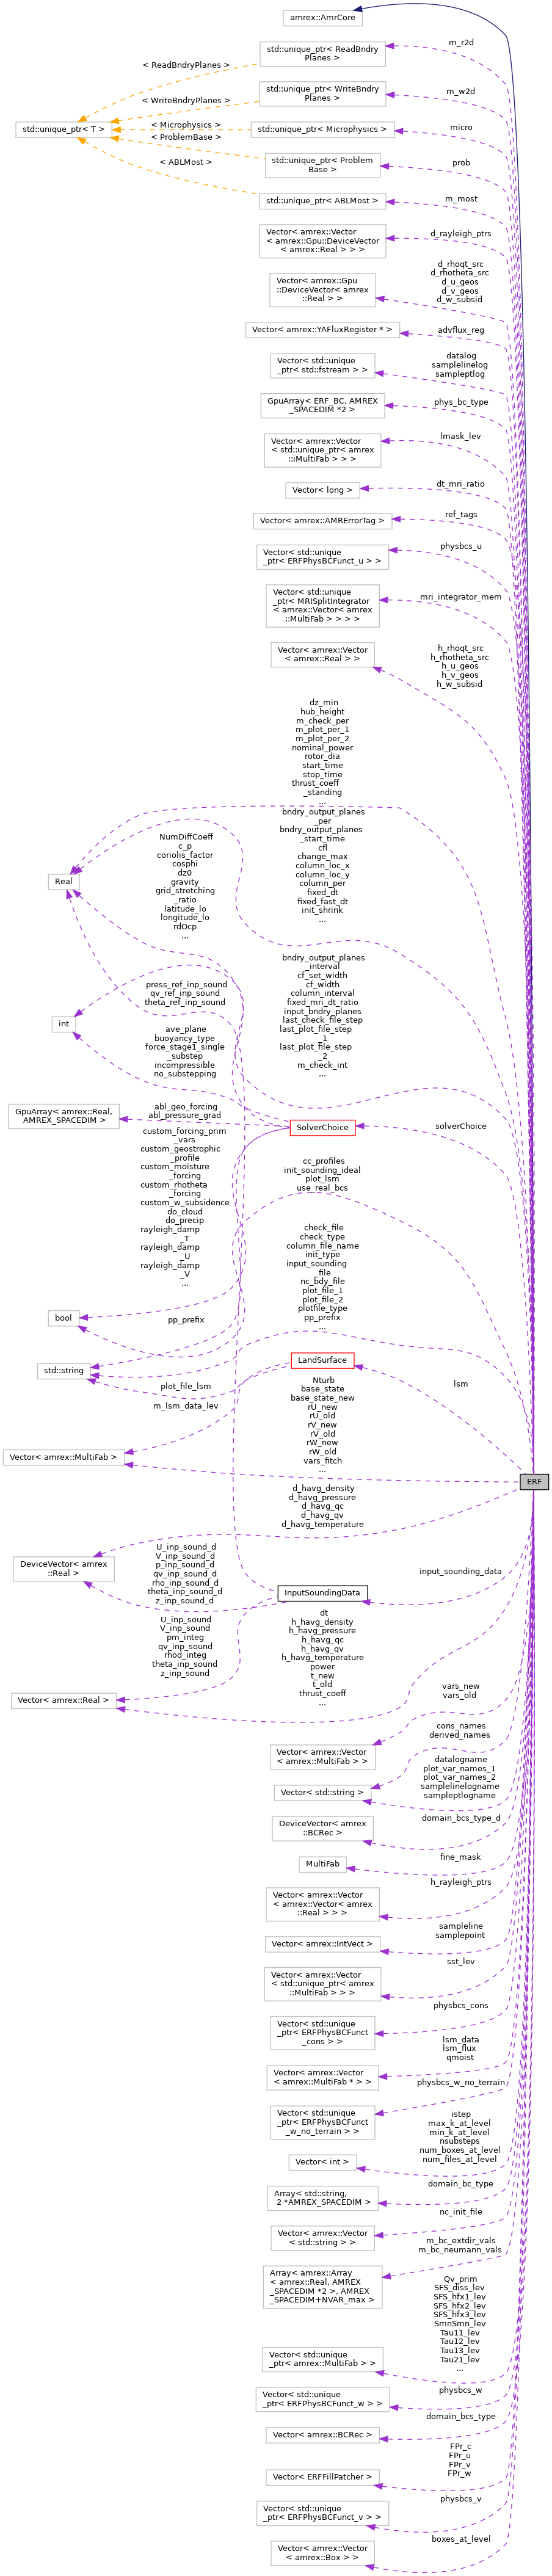 amrex::AmrCore
m_r2d
std::unique_ptr< ReadBndry
Planes >
< ReadBndryPlanes >
m_w2d
std::unique_ptr< WriteBndry
Planes >
< WriteBndryPlanes >
std::unique_ptr< T >
< Microphysics >
std::unique_ptr< Microphysics >
micro
< ProblemBase >
std::unique_ptr< Problem
Base >
prob
< ABLMost >
std::unique_ptr< ABLMost >
m_most
Vector< amrex::Vector
< amrex::Gpu::DeviceVector
< amrex::Real > > >
d_rayleigh_ptrs
Vector< amrex::Gpu
::DeviceVector< amrex
::Real > >
d_rhoqt_src
d_rhotheta_src
d_u_geos
d_v_geos
d_w_subsid
Vector< amrex::YAFluxRegister * >
advflux_reg
Vector< std::unique
_ptr< std::fstream > >
datalog
samplelinelog
sampleptlog
GpuArray< ERF_BC, AMREX
_SPACEDIM *2 >
phys_bc_type
Vector< amrex::Vector
< std::unique_ptr< amrex
::iMultiFab > > >
lmask_lev
Vector< long >
dt_mri_ratio
Vector< amrex::AMRErrorTag >
ref_tags
Vector< std::unique
_ptr< ERFPhysBCFunct_u > >
physbcs_u
Vector< std::unique
_ptr< MRISplitIntegrator
< amrex::Vector< amrex
::MultiFab > > > >
mri_integrator_mem
Vector< amrex::Vector
< amrex::Real > >
h_rhoqt_src
h_rhotheta_src
h_u_geos
h_v_geos
h_w_subsid
dz_min
hub_height
m_check_per
m_plot_per_1
m_plot_per_2
nominal_power
rotor_dia
start_time
stop_time
thrust_coeff
_standing
...
bndry_output_planes
_per
bndry_output_planes
_start_time
cfl
change_max
column_loc_x
column_loc_y
column_per
fixed_dt
fixed_fast_dt
init_shrink
...
Real
NumDiffCoeff
c_p
coriolis_factor
cosphi
dz0
gravity
grid_stretching
_ratio
latitude_lo
longitude_lo
rdOcp
...
press_ref_inp_sound
qv_ref_inp_sound
theta_ref_inp_sound
bndry_output_planes
_interval
cf_set_width
cf_width
column_interval
fixed_mri_dt_ratio
input_bndry_planes
last_check_file_step
last_plot_file_step
_1
last_plot_file_step
_2
m_check_int
...
int
ave_plane
buoyancy_type
force_stage1_single
_substep
incompressible
no_substepping
GpuArray< amrex::Real,
AMREX_SPACEDIM >
abl_geo_forcing
abl_pressure_grad
SolverChoice
solverChoice
custom_forcing_prim
_vars
custom_geostrophic
_profile
custom_moisture
_forcing
custom_rhotheta
_forcing
custom_w_subsidence
do_cloud
do_precip
rayleigh_damp
_T
rayleigh_damp
_U
rayleigh_damp
_V
...
cc_profiles
init_sounding_ideal
plot_lsm
use_real_bcs
check_file
check_type
column_file_name
init_type
input_sounding
_file
nc_bdy_file
plot_file_1
plot_file_2
plotfile_type
pp_prefix
...
bool
pp_prefix
std::string
LandSurface
lsm
plot_file_lsm
m_lsm_data_lev
Vector< amrex::MultiFab >
Nturb
base_state
base_state_new
rU_new
rU_old
rV_new
rV_old
rW_new
rW_old
vars_fitch
...
ERF
d_havg_density
d_havg_pressure
d_havg_qc
d_havg_qv
d_havg_temperature
DeviceVector< amrex
::Real >
U_inp_sound_d
V_inp_sound_d
p_inp_sound_d
qv_inp_sound_d
rho_inp_sound_d
theta_inp_sound_d
z_inp_sound_d
InputSoundingData
input_sounding_data
U_inp_sound
V_inp_sound
pm_integ
qv_inp_sound
rhod_integ
theta_inp_sound
z_inp_sound
dt
h_havg_density
h_havg_pressure
h_havg_qc
h_havg_qv
h_havg_temperature
power
t_new
t_old
thrust_coeff
...
Vector< amrex::Real >
vars_new
vars_old
Vector< amrex::Vector
< amrex::MultiFab > >
cons_names
derived_names
Vector< std::string >
datalogname
plot_var_names_1
plot_var_names_2
samplelinelogname
sampleptlogname
DeviceVector< amrex
::BCRec >
domain_bcs_type_d
MultiFab
fine_mask
Vector< amrex::Vector
< amrex::Vector< amrex
::Real > > >
h_rayleigh_ptrs
Vector< amrex::IntVect >
sampleline
samplepoint
Vector< amrex::Vector
< std::unique_ptr< amrex
::MultiFab > > >
sst_lev
Vector< std::unique
_ptr< ERFPhysBCFunct
_cons > >
physbcs_cons
Vector< amrex::Vector
< amrex::MultiFab * > >
lsm_data
lsm_flux
qmoist
Vector< std::unique
_ptr< ERFPhysBCFunct
_w_no_terrain > >
physbcs_w_no_terrain
Vector< int >
istep
max_k_at_level
min_k_at_level
nsubsteps
num_boxes_at_level
num_files_at_level
Array< std::string,
2 *AMREX_SPACEDIM >
domain_bc_type
Vector< amrex::Vector
< std::string > >
nc_init_file
Array< amrex::Array
< amrex::Real, AMREX
_SPACEDIM *2 >, AMREX
_SPACEDIM+NVAR_max >
m_bc_extdir_vals
m_bc_neumann_vals
Vector< std::unique
_ptr< amrex::MultiFab > >
Qv_prim
SFS_diss_lev
SFS_hfx1_lev
SFS_hfx2_lev
SFS_hfx3_lev
SmnSmn_lev
Tau11_lev
Tau12_lev
Tau13_lev
Tau21_lev
...
Vector< std::unique
_ptr< ERFPhysBCFunct_w > >
physbcs_w
Vector< amrex::BCRec >
domain_bcs_type
Vector< ERFFillPatcher >
FPr_c
FPr_u
FPr_v
FPr_w
Vector< std::unique
_ptr< ERFPhysBCFunct_v > >
physbcs_v
Vector< amrex::Vector
< amrex::Box > >
boxes_at_level